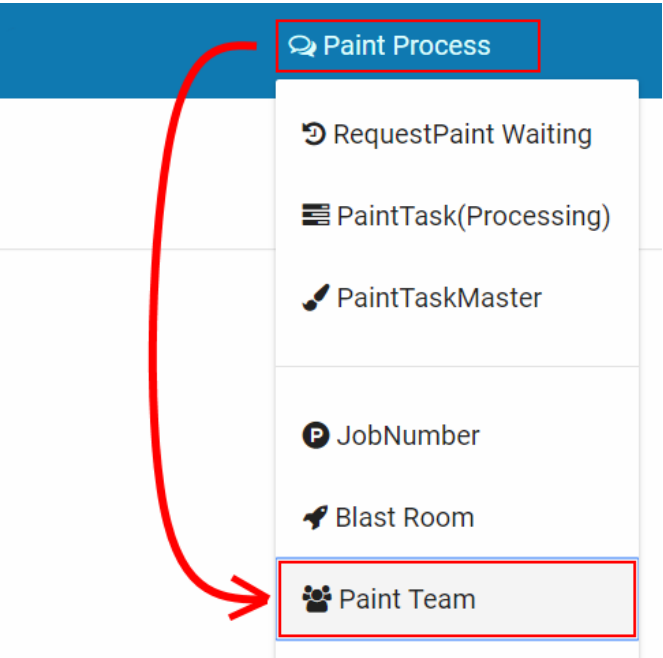 Paint Process
RequestPaint Waiting
PaintTask(Processing)
PaintTaskMaster
JobNumber
Blast Room
Paint Team